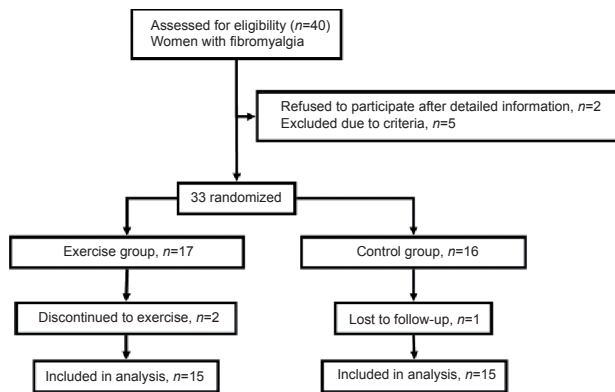 Assessed for eligibility (n=40)
Women with fibromyalgia
Refused to participate after detailed information, n=2
Excluded due to criteria, n=5
33 randomized
Exercise group, n=17
Control group, n=16
Discontinued to exercise, n=2
Lost to follow-up, n=1
Included in analysis, n=15
Included in analysis, n=15